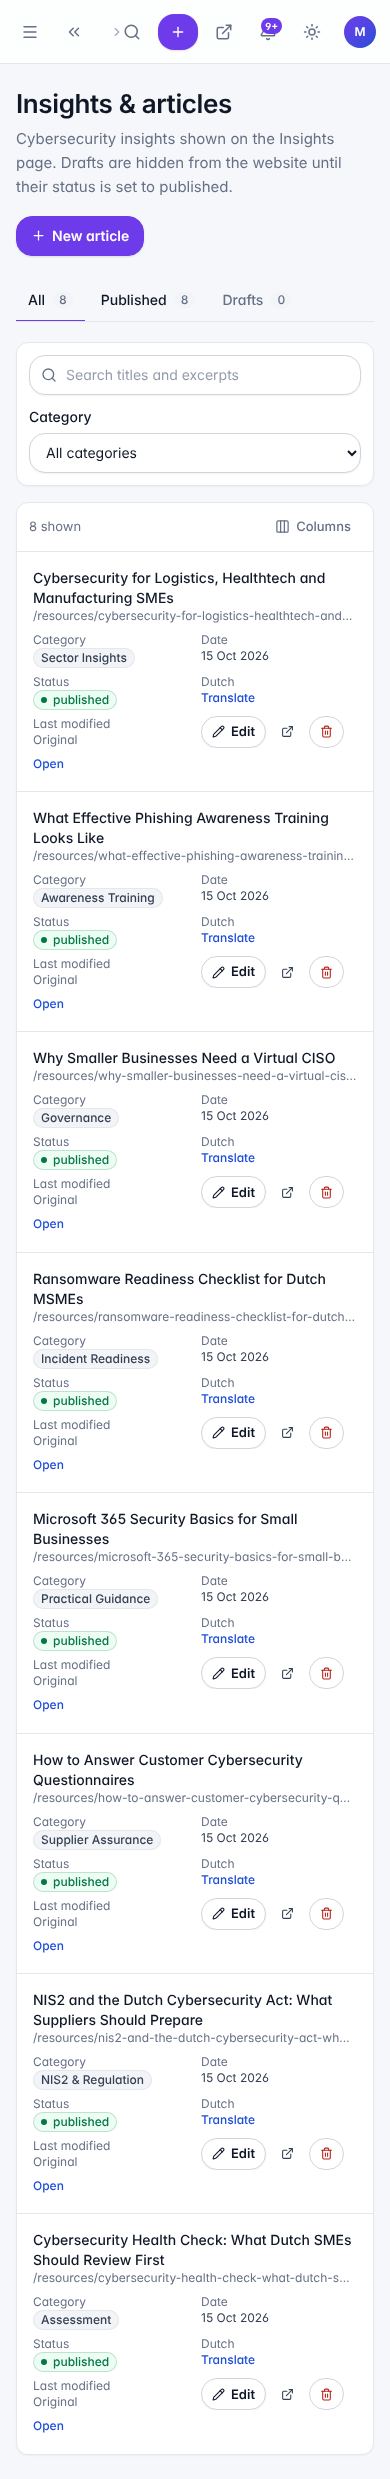 9+
M
Insights & articles
Cybersecurity insights shown on the Insights
page. Drafts are hidden from the website until
their status is set to published.
+ New article
All 8 Published 8 Drafts 0
Search titles and excerpts
Category
All categories
8 shown Columns
Cybersecurity for Logistics, Healthtech and
Manufacturing SMEs
/resources/cybersecurity-for-logistics-healthtech-and...
Category Date
Sector Insights 15 Oct 2026
Status Dutch
published Translate
Last modified
Original Edit
Open
What Effective Phishing Awareness Training
Looks Like
/resources/what-effective-phishing-awareness-trainin...
Category Date
Awareness Training 15 Oct 2026
Status Dutch
published Translate
Last modified
Original Edit
Open
Why Smaller Businesses Need a Virtual CISO
/resources/why-smaller-businesses-need-a-virtual-cis...
Category Date
Governance 15 Oct 2026
Status Dutch
published Translate
Last modified
Original Edit
Open
Ransomware Readiness Checklist for Dutch
MSMEs
/resources/ransomware-readiness-checklist-for-dutch...
Category Date
Incident Readiness 15 Oct 2026
Status Dutch
published Translate
Last modified
Original Edit
Open
Microsoft 365 Security Basics for Small
Businesses
/resources/microsoft-365-security-basics-for-small-b...
Category Date
Practical Guidance 15 Oct 2026
Status Dutch
published Translate
Last modified
Original Edit
Open
How to Answer Customer Cybersecurity
Questionnaires
/resources/how-to-answer-customer-cybersecurity-q...
Category Date
Supplier Assurance 15 Oct 2026
Status Dutch
published Translate
Last modified
Original Edit
Open
NIS2 and the Dutch Cybersecurity Act: What
Suppliers Should Prepare
/resources/nis2-and-the-dutch-cybersecurity-act-wh...
Category Date
NIS2 & Regulation 15 Oct 2026
Status Dutch
published Translate
Last modified
Original Edit
Open
Cybersecurity Health Check: What Dutch SMEs
Should Review First
/resources/cybersecurity-health-check-what-dutch-s...
Category Date
Assessment 15 Oct 2026
Status Dutch
published Translate
Last modified
Original Edit
Open